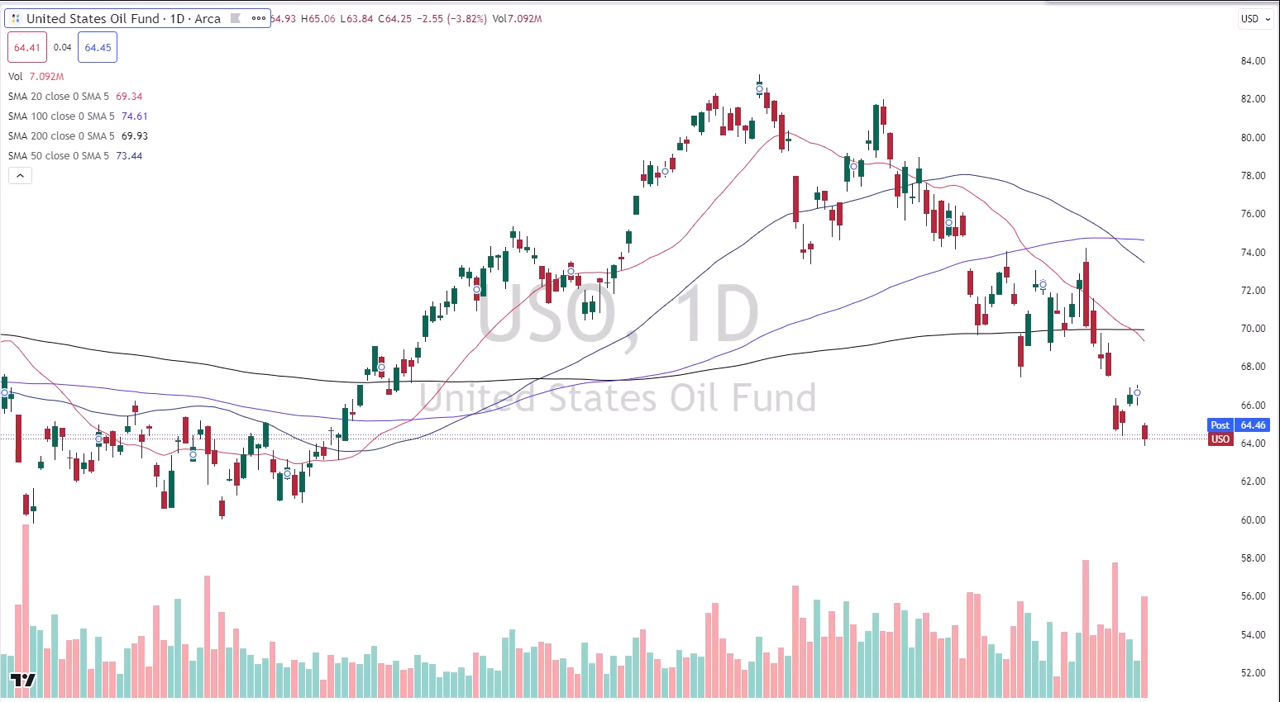 United States Oil Fund · 1D · Arca 64.93 H65.06 L63.84 C64.25 −2.55 (−3.82%) Vol7.092M
USD
64.41 0.04 64.45
Vol 7.092M
SMA 20 close 0 SMA 5 69.34
SMA 100 close 0 SMA 5 74.61
SMA 200 close 0 SMA 5 69.93
SMA 50 close 0 SMA 5 73.44
USO, 1D
United States Oil Fund
84.00
82.00
80.00
78.00
76.00
74.00
72.00
70.00
68.00
66.00
Post 64.46
USO
64.00
62.00
60.00
58.00
56.00
54.00
52.00